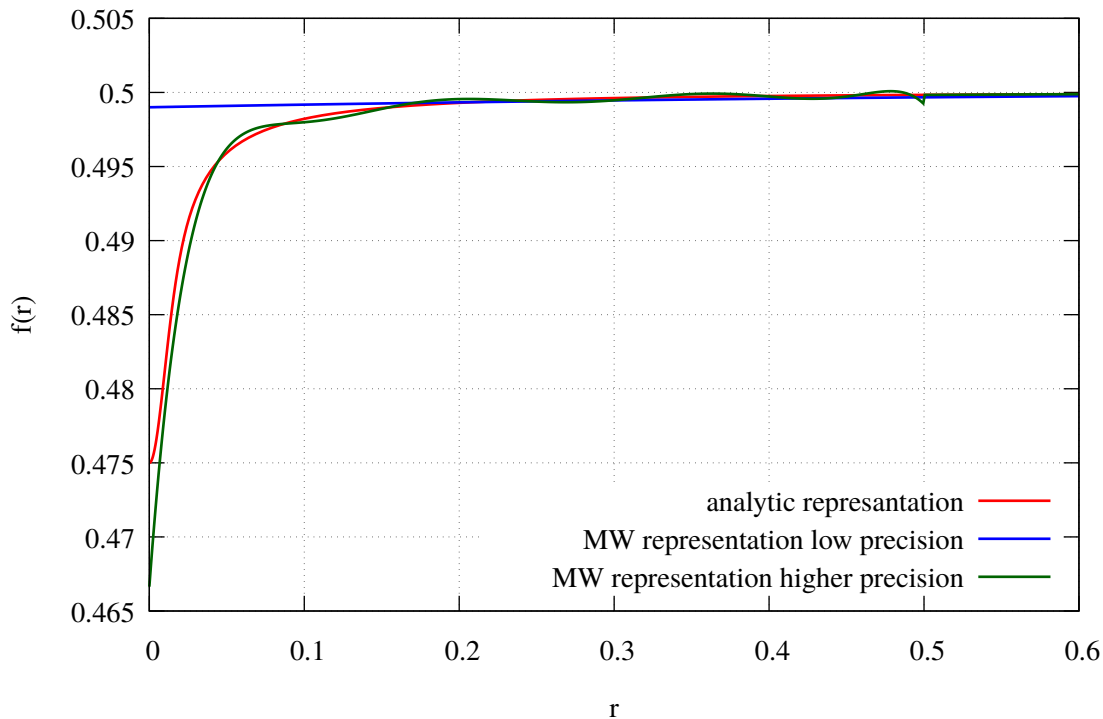 0.505
0.5
0.495
0.49
0.485
0.48
0.475
0.47
0.465
f(r)
analytic represantation
MW representation low precision
MW representation higher precision
0 0.1 0.2 0.3 0.4 0.5 0.6
r